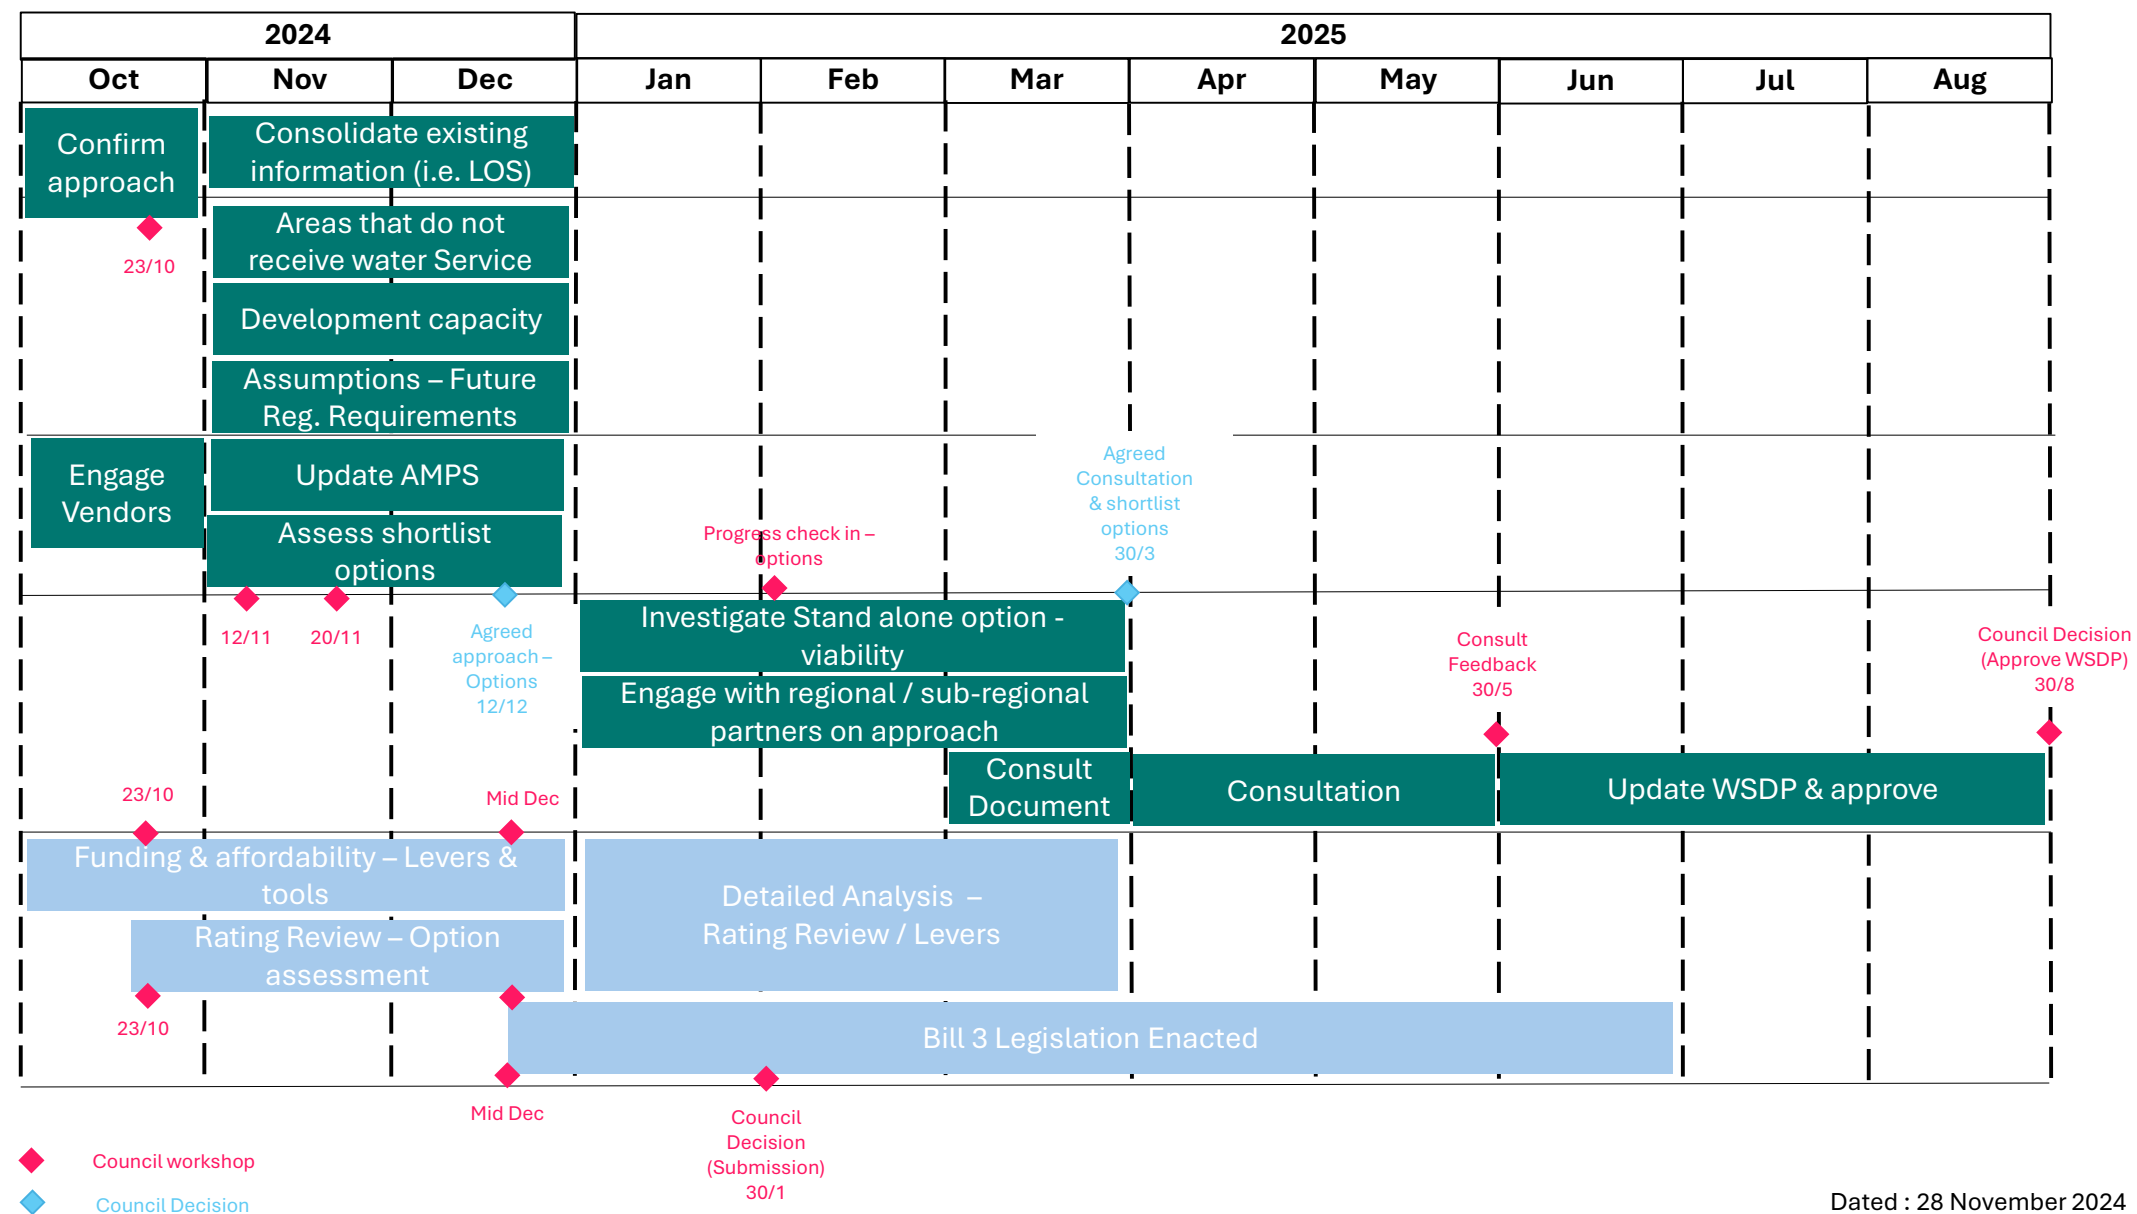 2024
2025
Oct
Nov
Dec
Jan
Feb
Mar
Apr
May
Jun
Jul
Aug
Confirm
approach
23/10
Consolidate existing
information (i.e. LOS)
Areas that do not
receive water Service
Development capacity
Assumptions – Future
Reg. Requirements
Engage
Vendors
Update AMPS
Assess shortlist
options
12/11
20/11
Agreed
approach –
Options
12/12
Progress check in –
options
Agreed
Consultation
& shortlist
options
30/3
Investigate Stand alone option -
viability
Engage with regional / sub-regional
partners on approach
Consult
Document
Consultation
Consult
Feedback
30/5
Update WSDP & approve
Council Decision
(Approve WSDP)
30/8
23/10
Mid Dec
Funding & affordability – Levers &
tools
Rating Review – Option
assessment
23/10
Detailed Analysis –
Rating Review / Levers
Bill 3 Legislation Enacted
Mid Dec
Council
Decision
(Submission)
30/1
Council workshop
Council Decision
Dated : 28 November 2024